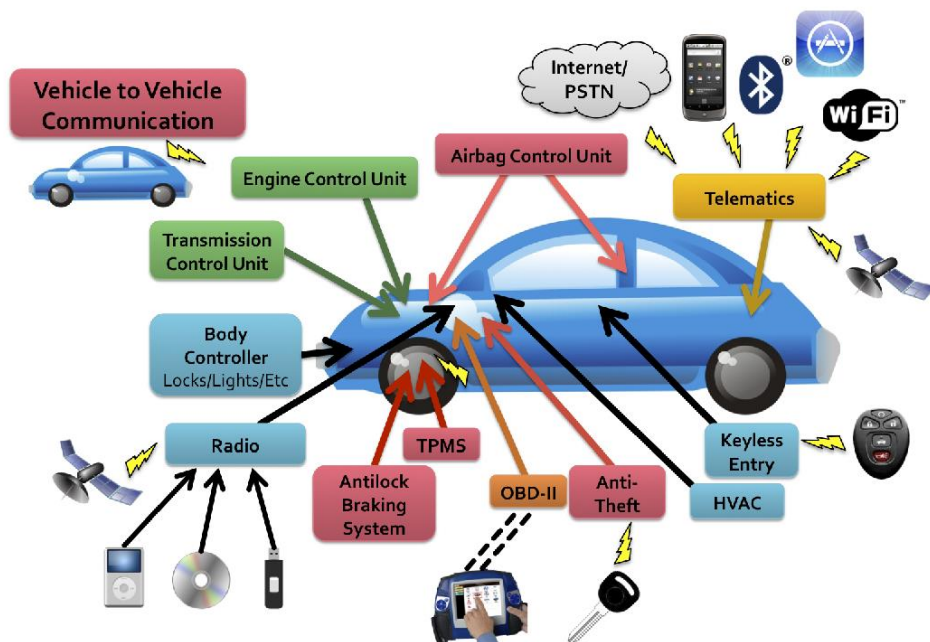 Internet/
PSTN
®
Vehicle to Vehicle
Communication
WiFi™
Airbag Control Unit
Engine Control Unit
Telematics
Transmission
Control Unit
Body
Controller
Locks/Lights/Etc
Radio
TPMS
Keyless
Entry
Antilock
Braking
System
OBD-II
Anti-
Theft
HVAC